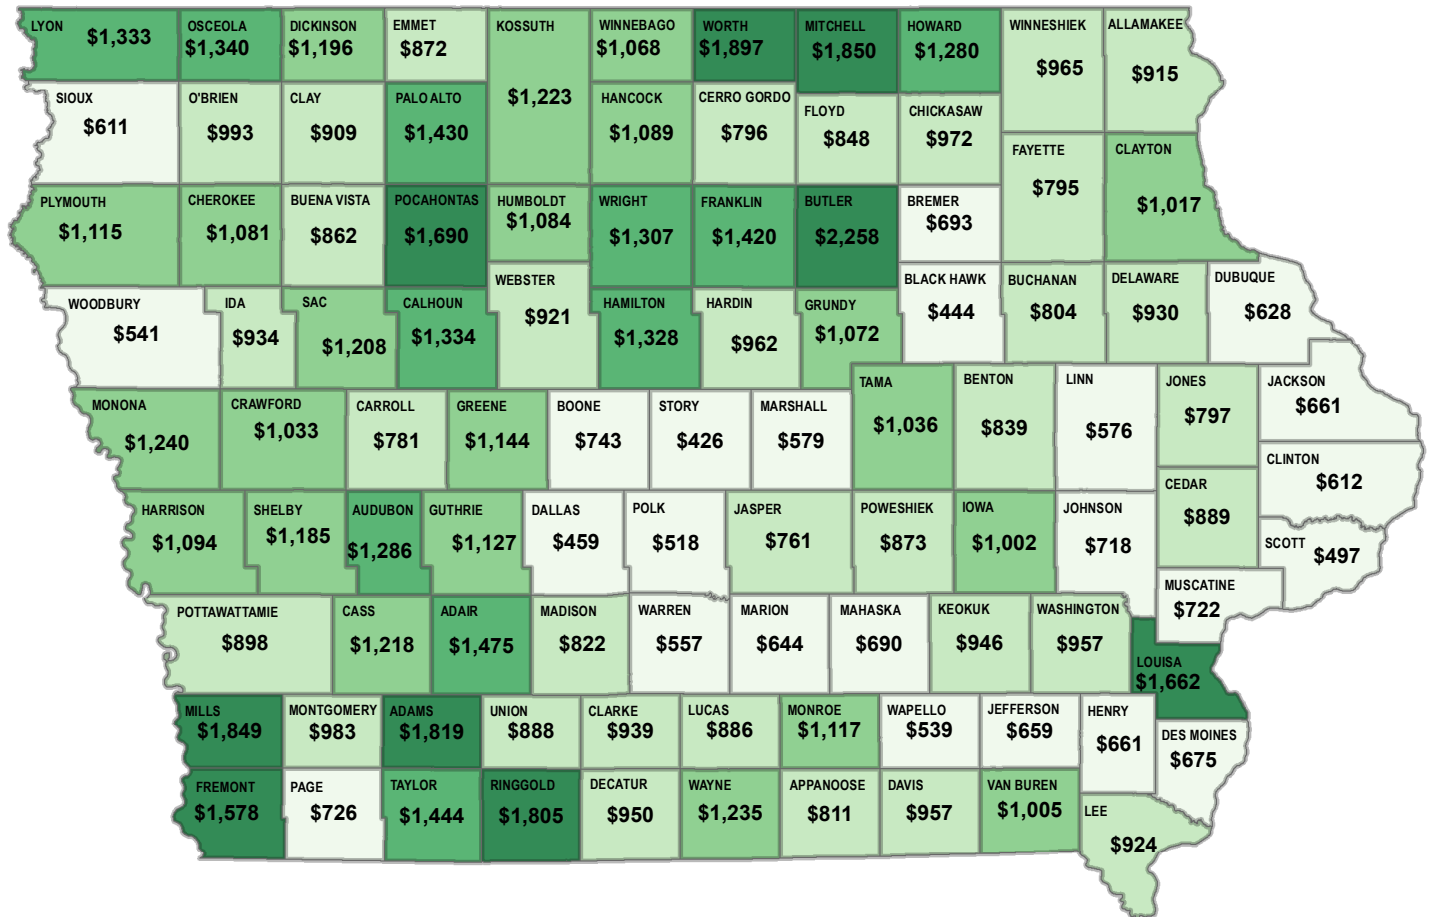 LYON $1,333
OSCEOLA
$1,340
DICKINSON
$1,196
EMMET
$872
KOSSUTH
$1,223
WINNEBAGO
$1,068
WORTH
$1,897
MITCHELL
$1,850
HOWARD
$1,280
WINNESHIEK
$965
ALLAMAKEE
$915
SIOUX
$611
O'BRIEN
$993
CLAY
$909
PALO ALTO
$1,430
HANCOCK
$1,089
CERRO GORDO
$796
FLOYD
$848
CHICKASAW
$972
FAYETTE
$795
CLAYTON
$1,017
PLYMOUTH
$1,115
CHEROKEE
$1,081
BUENA VISTA
$862
POCAHONTAS
$1,690
HUMBOLDT
$1,084
WRIGHT
$1,307
FRANKLIN
$1,420
BUTLER
$2,258
BREMER
$693
WOODBURY
$541
IDA
$934
SAC
$1,208
CALHOUN
$1,334
WEBSTER
$921
HAMILTON
$1,328
HARDIN
$962
GRUNDY
$1,072
BLACK HAWK
$444
BUCHANAN
$804
DELAWARE
$930
DUBUQUE
$628
MONONA
$1,240
CRAWFORD
$1,033
CARROLL
$781
GREENE
$1,144
BOONE
$743
STORY
$426
MARSHALL
$579
TAMA
$1,036
BENTON
$839
LINN
$576
JONES
$797
JACKSON
$661
CLINTON
$612
HARRISON
$1,094
SHELBY
$1,185
AUDUBON
$1,286
GUTHRIE
$1,127
DALLAS
$459
POLK
$518
JASPER
$761
POWESHIEK
$873
IOWA
$1,002
JOHNSON
$718
CEDAR
$889
SCOTT $497
MUSCATINE
$722
POTTAWATTAMIE
$898
CASS
$1,218
ADAIR
$1,475
MADISON
$822
WARREN
$557
MARION
$644
MAHASKA
$690
KEOKUK
$946
WASHINGTON
$957
LOUISA
$1,662
MILLS
$1,849
MONTGOMERY
$983
ADAMS
$1,819
UNION
$888
CLARKE
$939
LUCAS
$886
MONROE
$1,117
WAPELLO
$539
JEFFERSON
$659
HENRY
$661
DES MOINES
$675
FREMONT
$1,578
PAGE
$726
TAYLOR
$1,444
RINGGOLD
$1,805
DECATUR
$950
WAYNE
$1,235
APPANOOSE
$811
DAVIS
$957
VAN BUREN
$1,005
LEE
$924